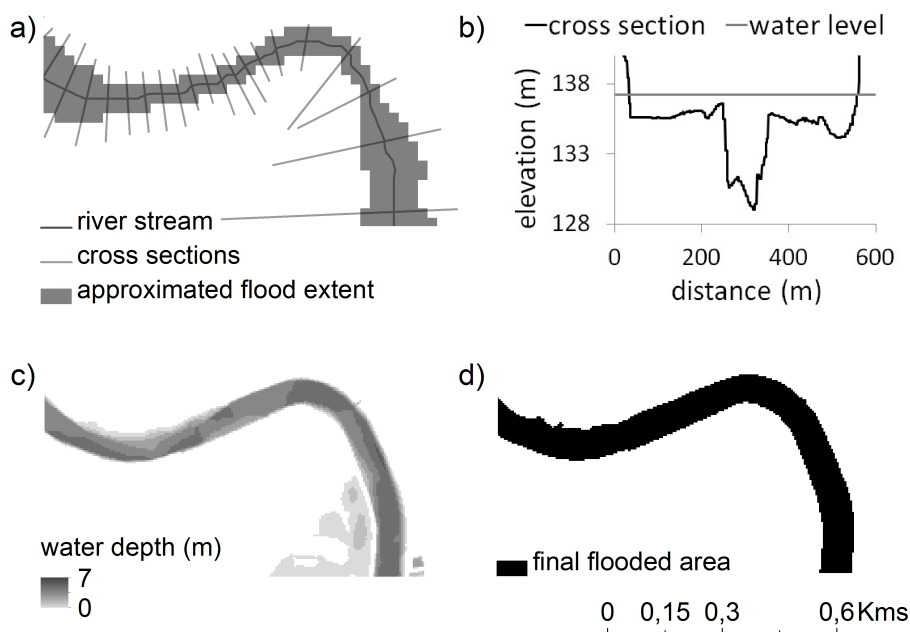 a)
river stream
cross sections
approximated flood extent
b)
cross section water level
elevation (m)
138
133
128
0 200 400 600
distance (m)
c)
water depth (m)
7
0
d)
final flooded area
0 0,15 0,3 0,6 Kms